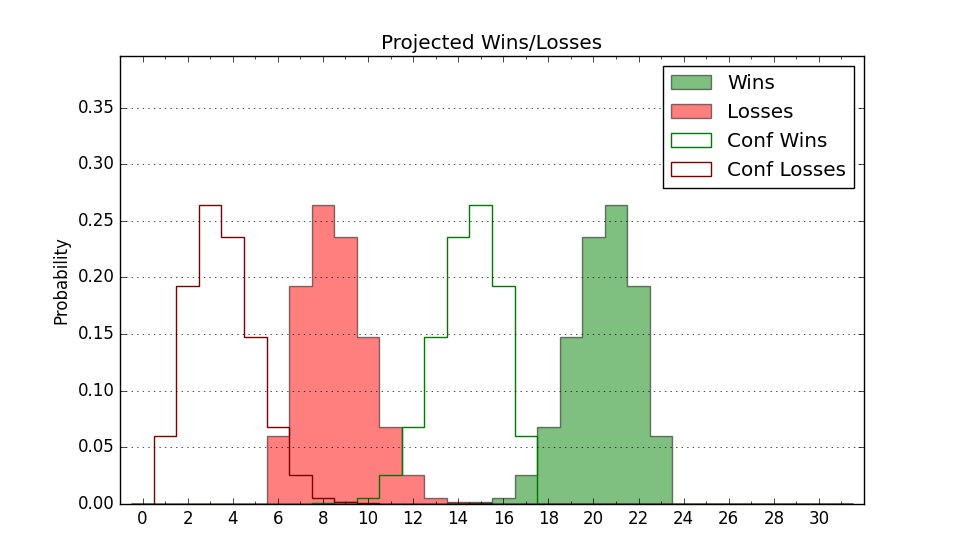 Projected Wins/Losses
Wins
Losses
Conf Wins
Conf Losses
Probability
0.35
0.30
0.25
0.20
0.15
0.10
0.05
0.00
0 2 4 6 8 10 12 14 16 18 20 22 24 26 28 30